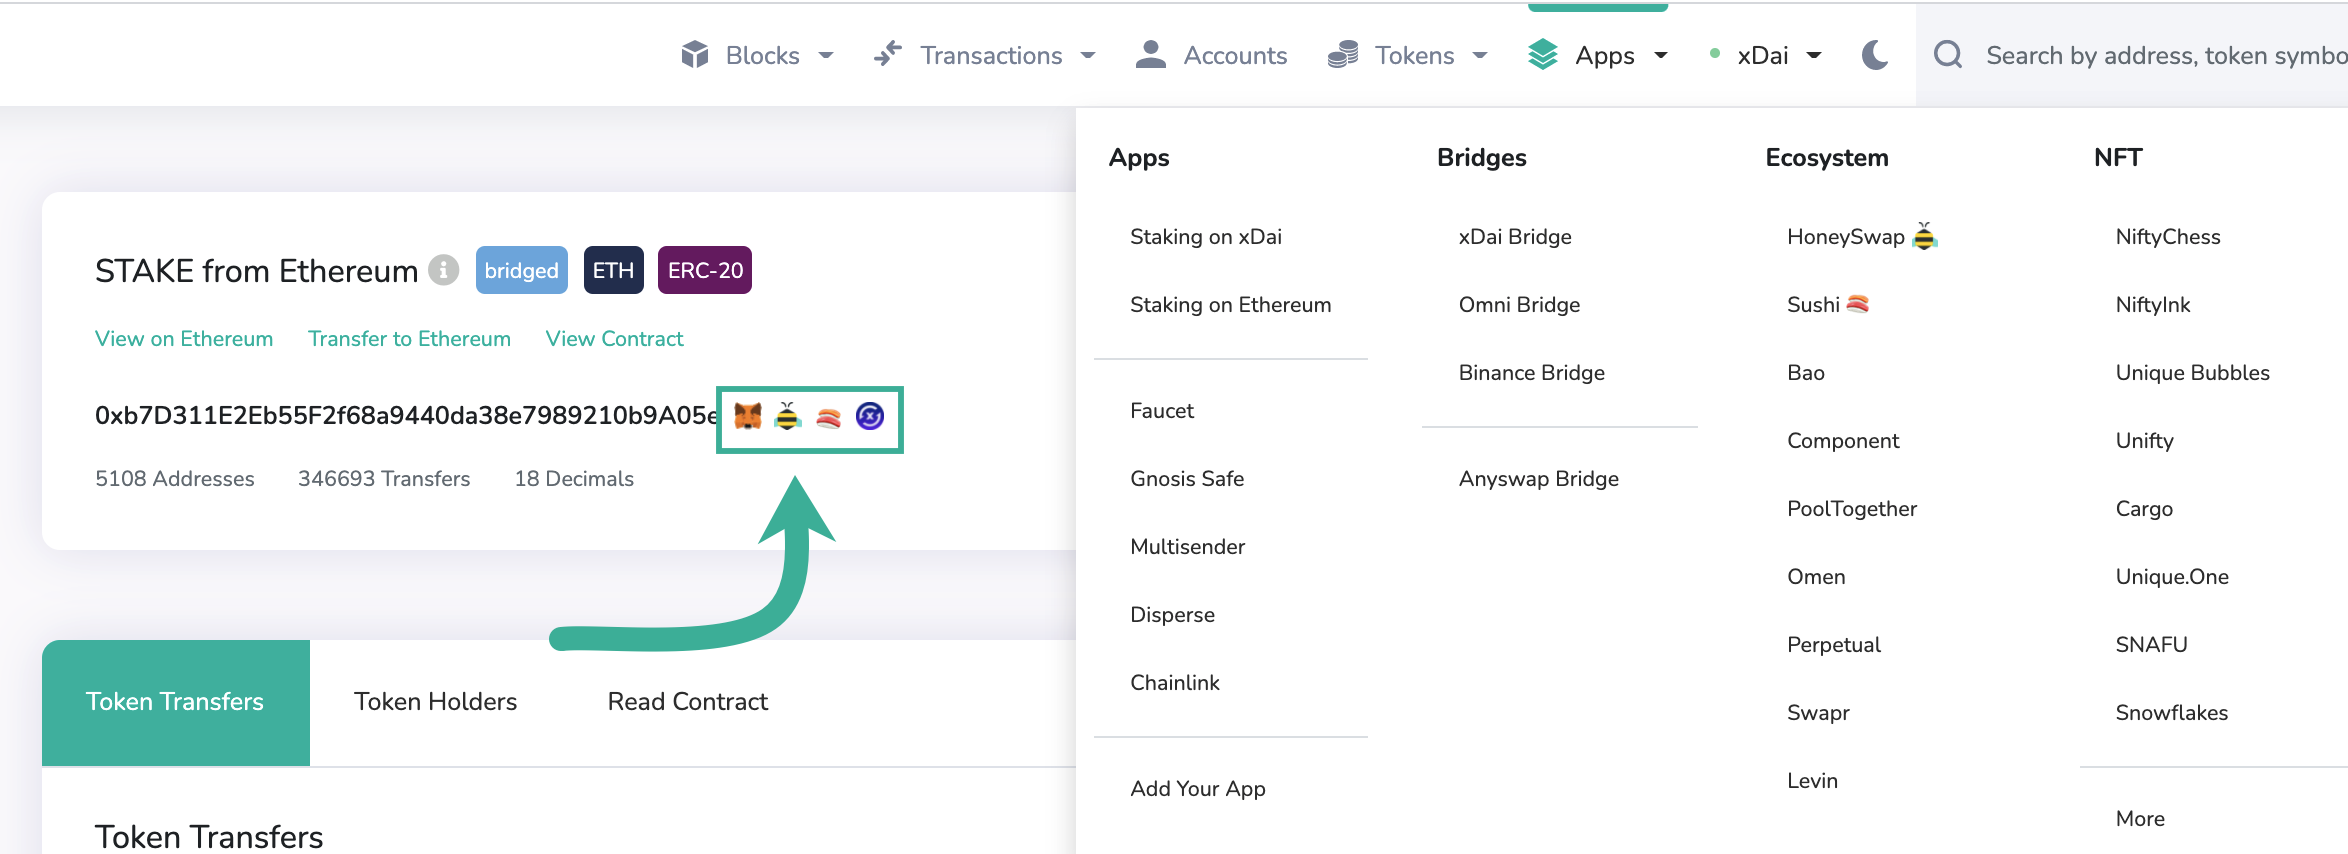 Blocks Transactions Accounts Tokens Apps xDai Search by address, token symbo
STAKE from Ethereum bridged ETH ERC-20
View on Ethereum Transfer to Ethereum View Contract
0xb7D311E2Eb55F2f68a9440da38e7989210b9A05e
5108 Addresses 346693 Transfers 18 Decimals
Token Transfers Token Holders Read Contract
Token Transfers
Apps
Staking on xDai
Staking on Ethereum
Faucet
Gnosis Safe
Multisender
Disperse
Chainlink
Add Your App
Bridges
xDai Bridge
Omni Bridge
Binance Bridge
Anyswap Bridge
Ecosystem
HoneySwap
Sushi
Bao
Component
PoolTogether
Omen
Perpetual
Swapr
Levin
NFT
NiftyChess
NiftyInk
Unique Bubbles
Unifty
Cargo
Unique.One
SNAFU
Snowflakes
More